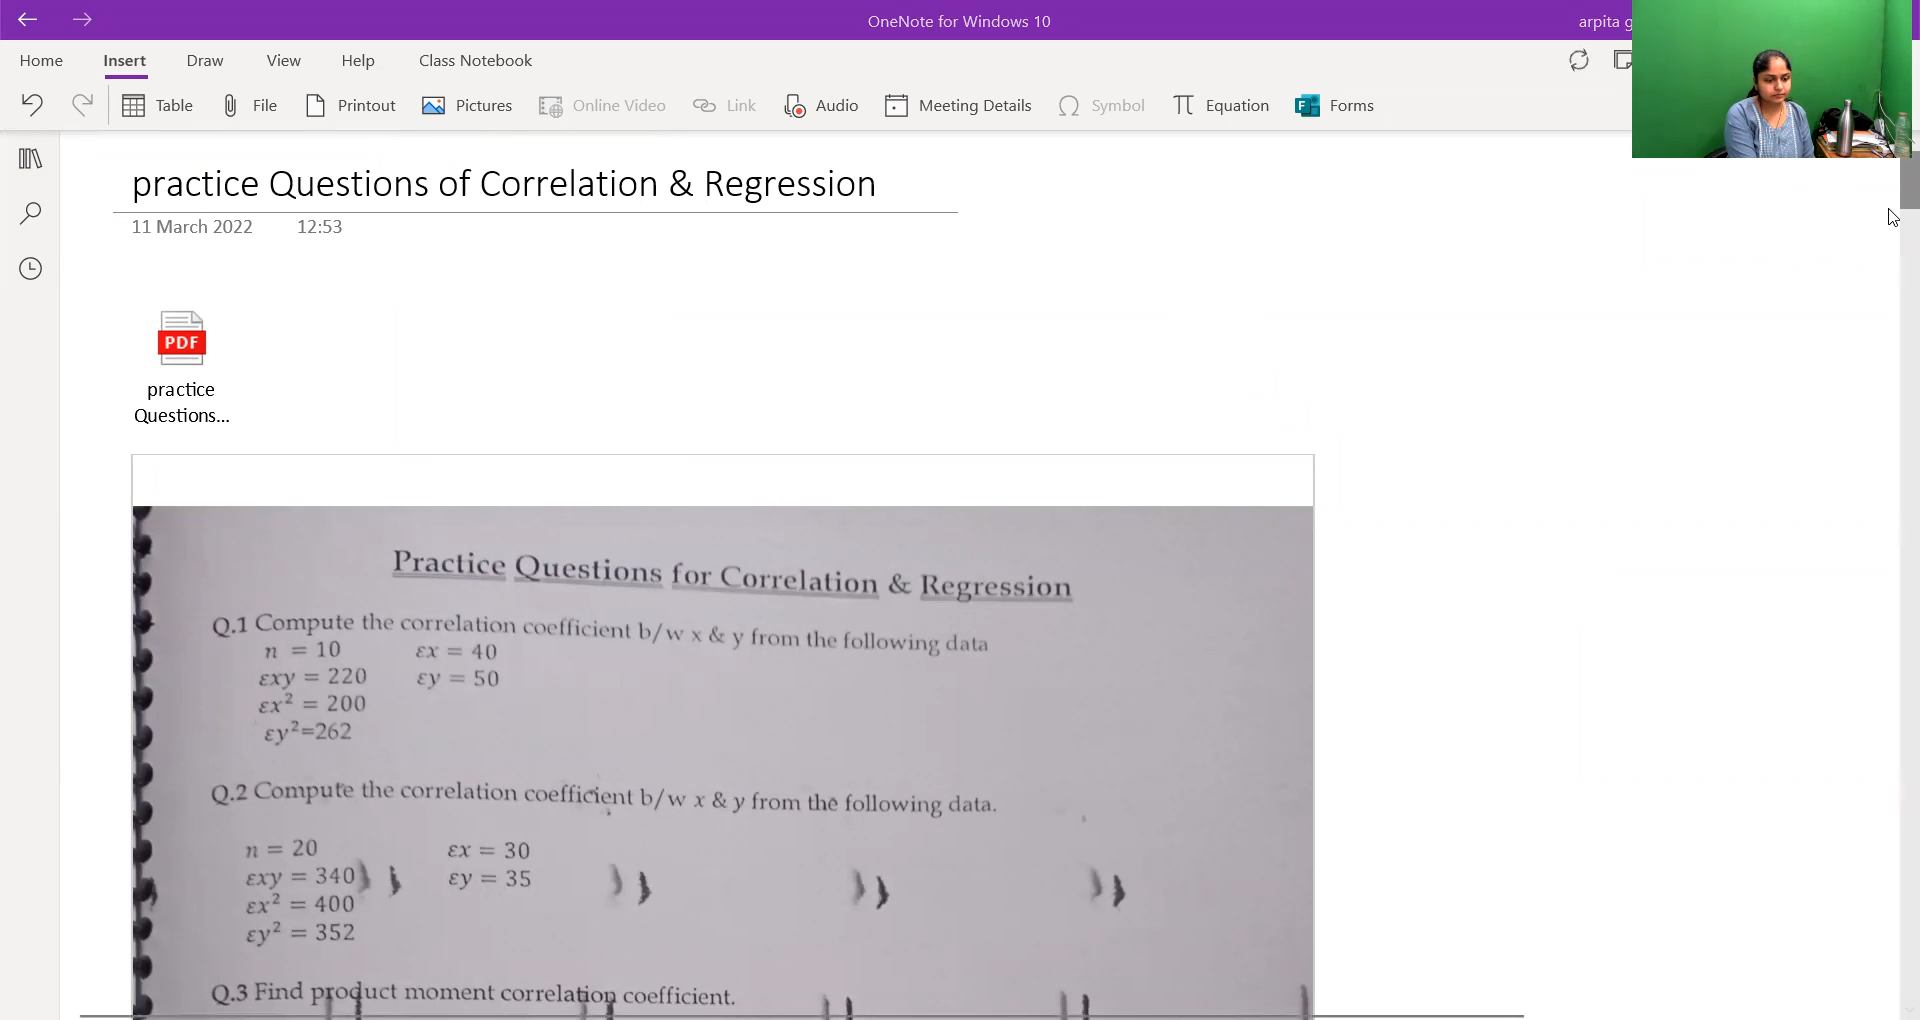 OneNote for Windows 10
arpita g
Home Insert Draw View Help Class Notebook
Table File Printout Pictures Online Video Link Audio Meeting Details Symbol Equation Forms
practice Questions of Correlation & Regression
11 March 2022 12:53
PDF
practice
Questions...
Practice Questions for Correlation & Regression
Q.1 Compute the correlation coefficient b/w x & y from the following data
n = 10 εx = 40
εxy = 220 εy = 50
εx² = 200
εy²=262
Q.2 Compute the correlation coefficient b/w x & y from the following data.
n = 20 εx = 30
εxy = 340 εy = 35
εx² = 400
εy² = 352
Q.3 Find product moment correlation coefficient.